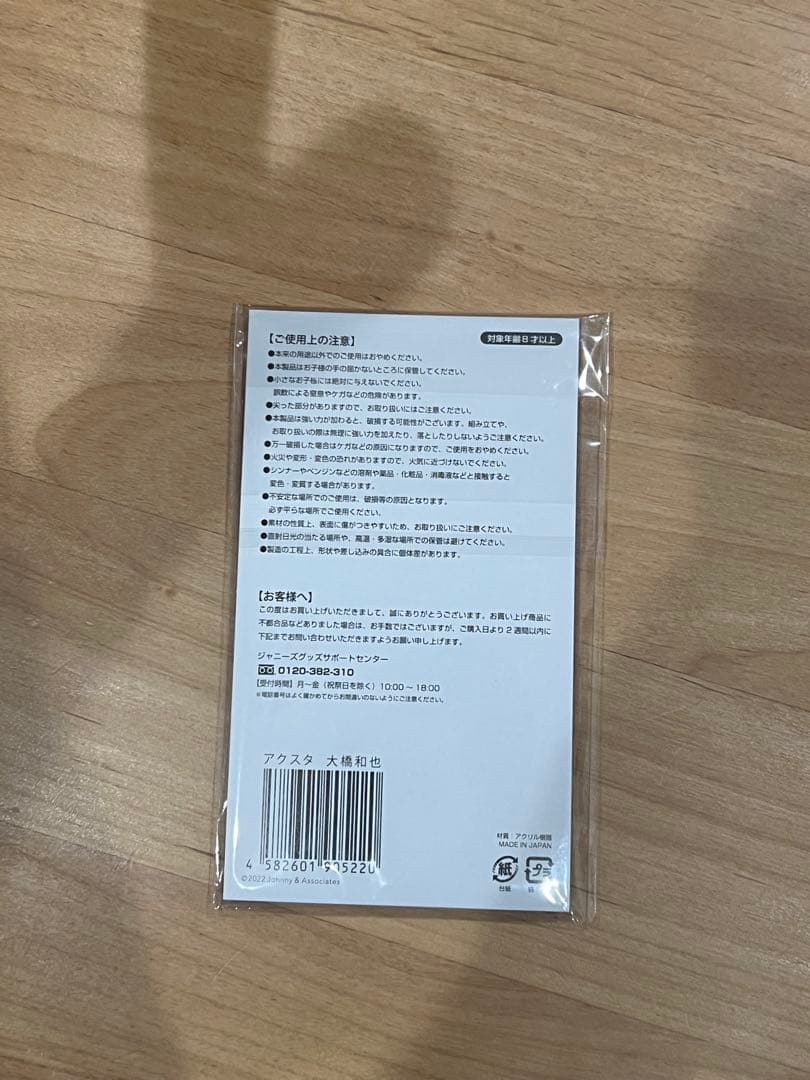 【ご使用上の注意】
対象年齢8才以上
●本来の用途以外でのご使用はおやめください。
●本製品はお子様の手の届かないところに保管してください。
●小さなお子様には絶対に与えないでください。
誤飲による窒息やケガなどの危険があります。
●尖った部分がありますので、お取り扱いにはご注意ください。
●本製品は強い力が加わると、破損する可能性がございます。組み立てや、
お取り扱いの際は無理に強い力を加えたり、落としたりしないようご注意ください。
●万一破損した場合はケガなどの原因になりますので、ご使用をおやめください。
●火災や変形・変色の恐れがありますので、火気に近づけないでください。
●シンナーやベンジンなどの溶剤や薬品・化粧品・消毒液などと接触すると
変色・変質する場合があります。
●不安定な場所でのご使用は、破損等の原因となります。
必ず平らな場所でご使用ください。
●素材の性質上、表面に傷がつきやすいため、お取り扱いにご注意ください。
●直射日光の当たる場所や、高温・多湿な場所での保管は避けてください。
●製造の工程上、形状や差し込みの具合に個体差があります。
【お客様へ】
この度はお買い上げいただきまして、誠にありがとうございます。お買い上げ商品に
不都合品などありました場合は、お手数ではございますが、ご購入日より2週間以内に
下記までお問い合わせいただきますようお願い申し上げます。
ジャニーズグッズサポートセンター
0120-382-310
【受付時間】月～金（祝祭日を除く）10:00～18:00
※電話番号はよく確かめてからお間違いのないようにご注意ください。
アクスタ 大橋和也
4 582601 905220
©2022 Johnny & Associates
材質：アクリル樹脂
MADE IN JAPAN
紙
プラ
台紙
袋